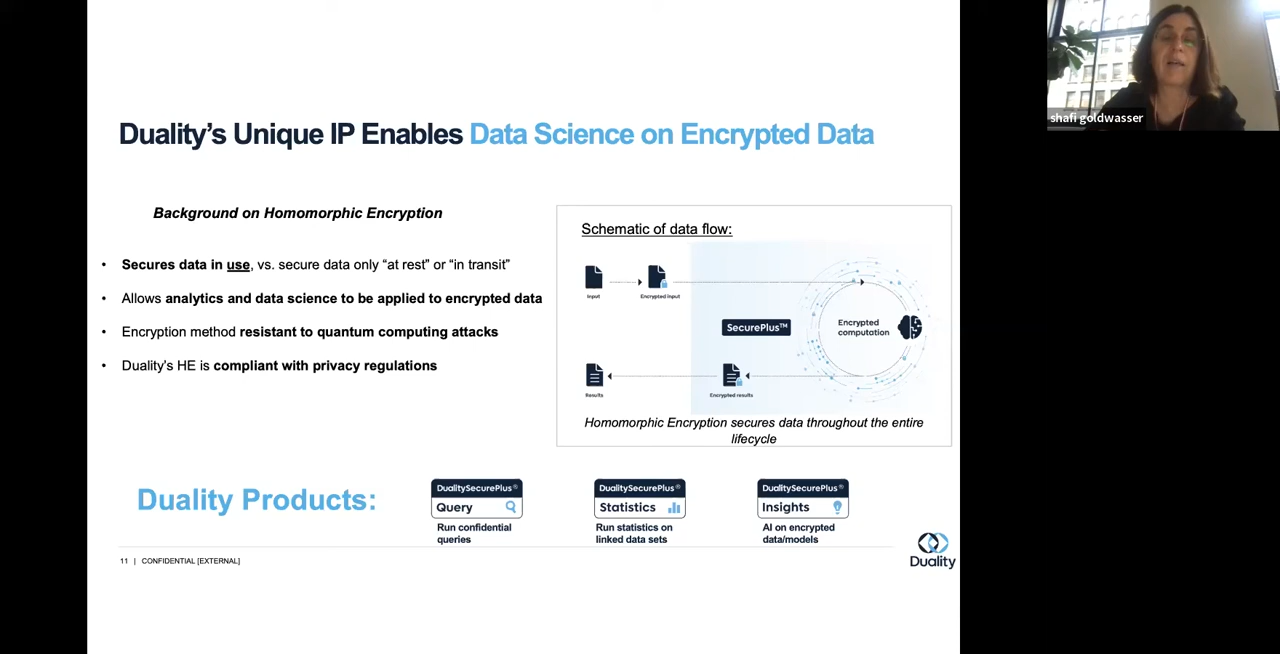 shafi goldwasser
Duality's Unique IP Enables Data Science on Encrypted Data
Background on Homomorphic Encryption
• Secures data in use, vs. secure data only “at rest” or “in transit”
• Allows analytics and data science to be applied to encrypted data
• Encryption method resistant to quantum computing attacks
• Duality's HE is compliant with privacy regulations
Schematic of data flow:
Input
Encrypted input
SecurePlus™
Encrypted
computation
Results
Encrypted results
Homomorphic Encryption secures data throughout the entire
lifecycle
Duality Products:
DualitySecurePlus®
Query
Run confidential
queries
DualitySecurePlus®
Statistics
Run statistics on
linked data sets
DualitySecurePlus®
Insights
AI on encrypted
data/models
11 | CONFIDENTIAL [EXTERNAL]
Duality